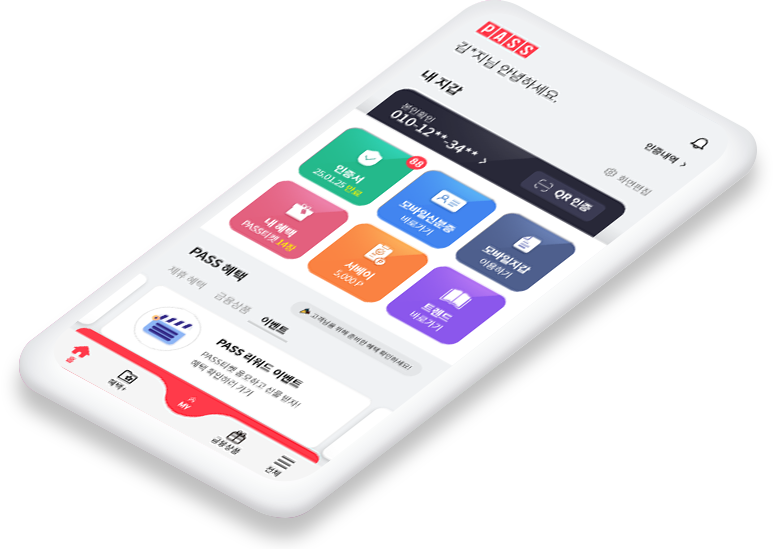 PASS
김*지님 안녕하세요.
내 지갑
인증내역 >
본인확인
010-12**-34** >
QR 인증
화면편집
88
인증서
25.01.25 만료
모바일신분증
바로가기
모바일지갑
이용하기
내 혜택
PASS티켓 14장
서베이
5,000 P
트렌드
바로가기
PASS 혜택
제휴 혜택
금융상품
이벤트
고객님을 위해 준비한 혜택 확인하세요!
PASS 리워드 이벤트
PASS티켓 응모하고 선물 받자!
혜택 확인하러 가기
홈
혜택+
MY
금융상품
전체